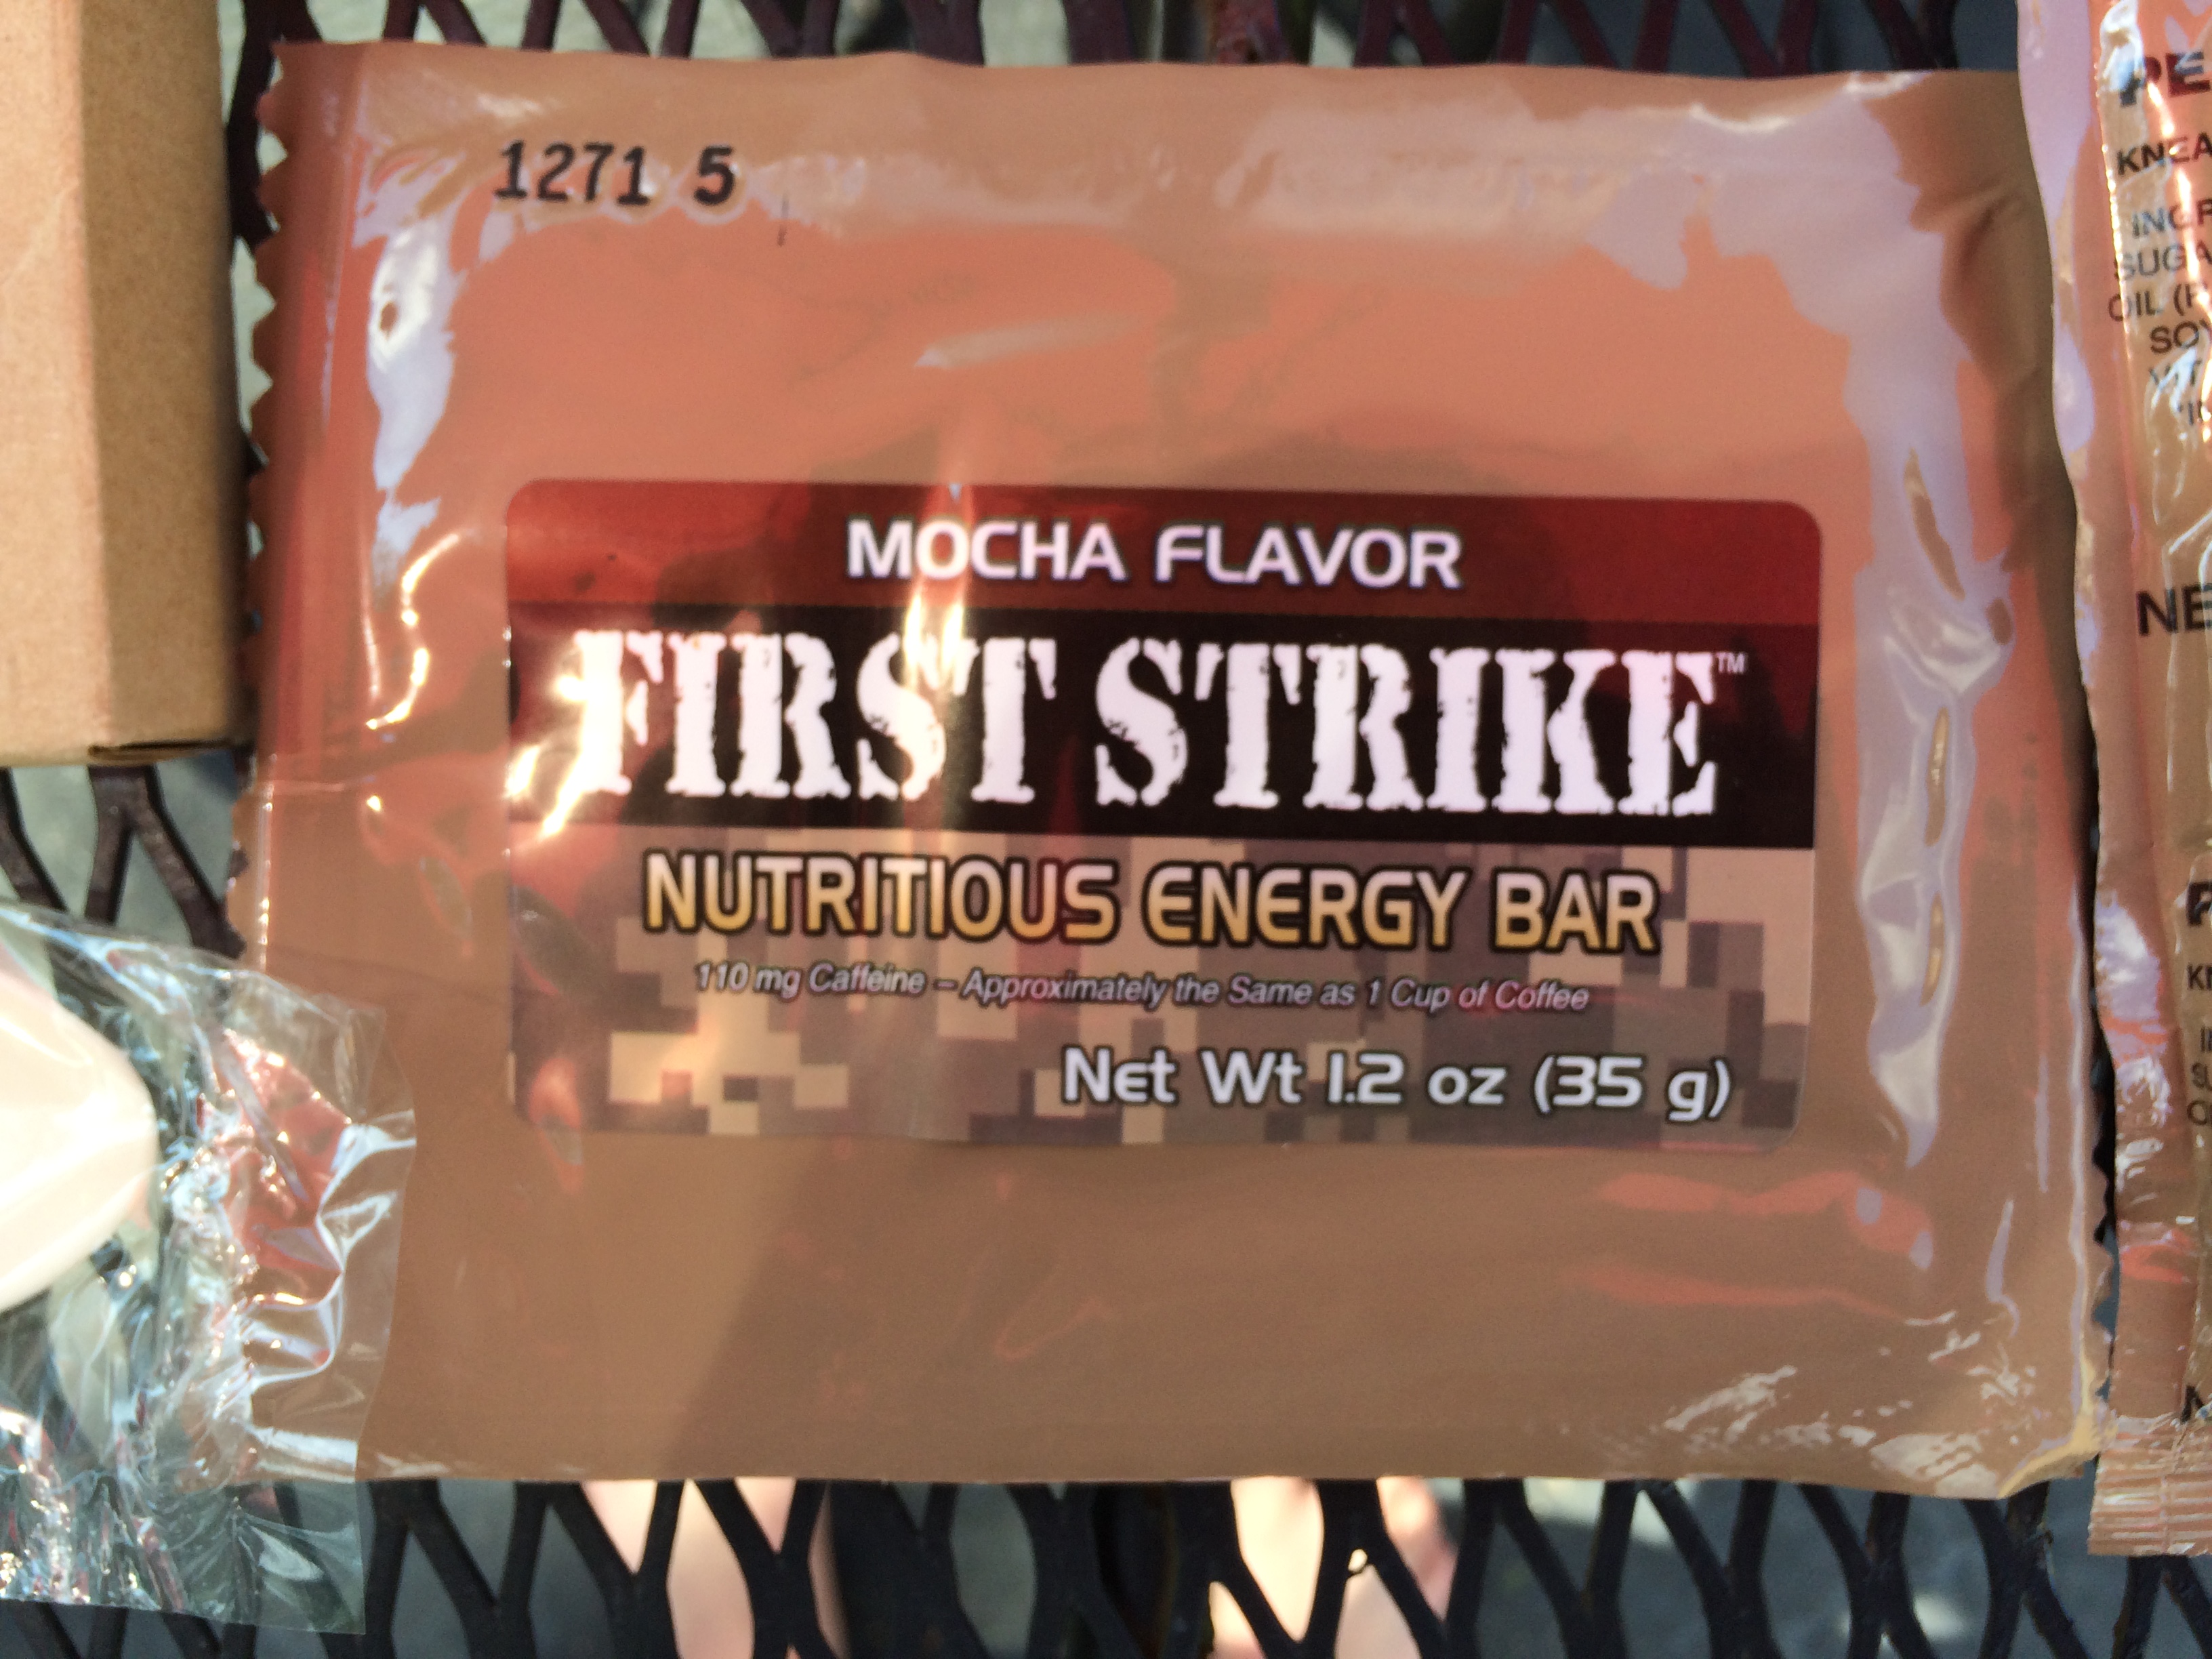 1271 5
MOCHA FLAVOR
FIRST STRIKE™
NUTRITIOUS ENERGY BAR
110 mg Caffeine – Approximately the Same as 1 Cup of Coffee
Net Wt 1.2 oz (35 g)